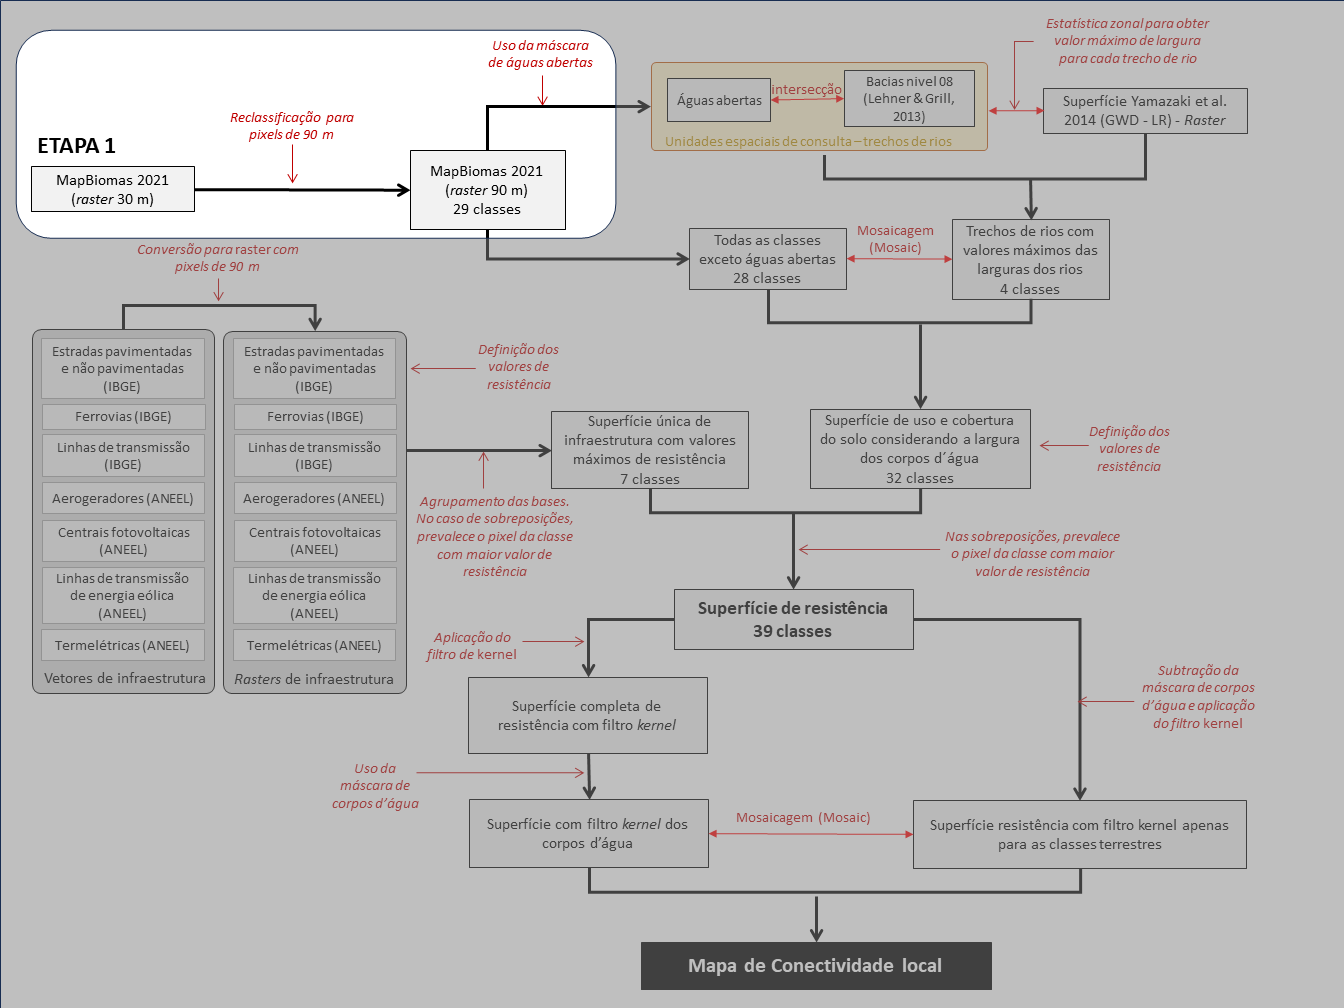 Estatística zonal para obter
valor máximo de largura
para cada trecho de rio
Uso da máscara
de águas abertas
Águas abertas
intersecção
Bacias nivel 08
(Lehner & Grill,
2013)
Unidades espaciais de consulta – trechos de rios
Superfície Yamazaki et al.
2014 (GWD - LR) - Raster
Reclassificação para
pixels de 90 m
ETAPA 1
MapBiomas 2021
(raster 30 m)
MapBiomas 2021
(raster 90 m)
29 classes
Conversão para raster com
pixels de 90 m
Todas as classes
exceto águas abertas
28 classes
Mosaicagem
(Mosaic)
Trechos de rios com
valores máximos das
larguras dos rios
4 classes
Estradas pavimentadas
e não pavimentadas
(IBGE)
Ferrovias (IBGE)
Linhas de transmissão
(IBGE)
Aerogeradores (ANEEL)
Centrais fotovoltaicas
(ANEEL)
Linhas de transmissão
de energia eólica
(ANEEL)
Termelétricas (ANEEL)
Vetores de infraestrutura
Estradas pavimentadas
e não pavimentadas
(IBGE)
Ferrovias (IBGE)
Linhas de transmissão
(IBGE)
Aerogeradores (ANEEL)
Centrais fotovoltaicas
(ANEEL)
Linhas de transmissão
de energia eólica
(ANEEL)
Termelétricas (ANEEL)
Rasters de infraestrutura
Definição dos
valores de
resistência
Superfície única de
infraestrutura com valores
máximos de resistência
7 classes
Superfície de uso e cobertura
do solo considerando a largura
dos corpos d´água
32 classes
Definição dos
valores de
resistência
Agrupamento das bases.
No caso de sobreposições,
prevalece o pixel da classe
com maior valor de
resistência
Nas sobreposições, prevalece
o pixel da classe com maior
valor de resistência
Superfície de resistência
39 classes
Aplicação do
filtro de kernel
Superfície completa de
resistência com filtro kernel
Subtração da
máscara de corpos
d’água e aplicação
do filtro kernel
Uso da
máscara de
corpos d’água
Superfície com filtro kernel dos
corpos d’água
Mosaicagem (Mosaic)
Superfície resistência com filtro kernel apenas
para as classes terrestres
Mapa de Conectividade local